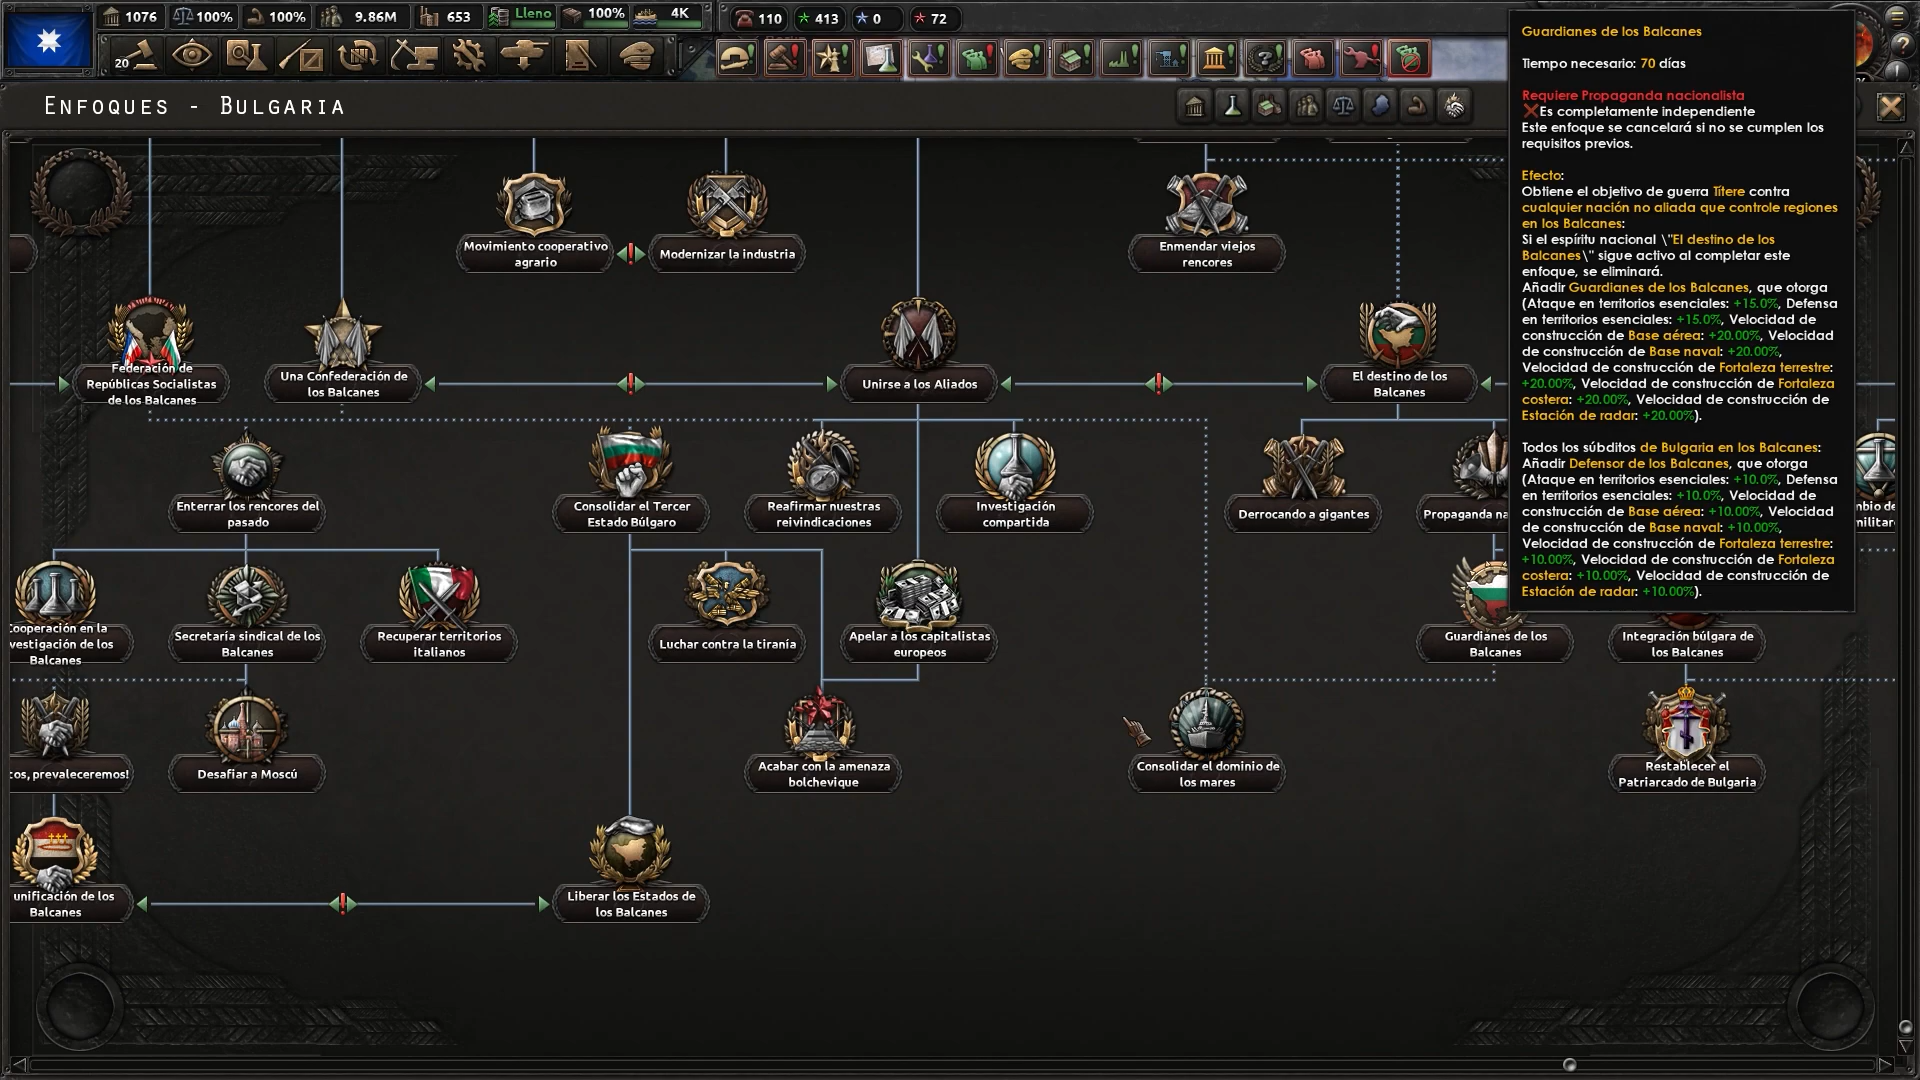 1076
100%
100%
9.86M
653
Lleno
100%
4K
110
413
0
72
20
Enfoques - Bulgaria
Movimiento cooperativo
agrario
Modernizar la industria
Enmendar viejos
rencores
Federación de
Repúblicas Socialistas
de los Balcanes
Una Confederación de
los Balcanes
Unirse a los Aliados
El destino de los
Balcanes
Enterrar los rencores del
pasado
Consolidar el Tercer
Estado Búlgaro
Reafirmar nuestras
reivindicaciones
Investigación
compartida
Derrocando a gigantes
Propaganda na
Cooperación en la
vestigación de los
Balcanes
Secretaría sindical de los
Balcanes
Recuperar territorios
italianos
Luchar contra la tiranía
Apelar a los capitalistas
europeos
Guardianes de los
Balcanes
Integración búlgara de
los Balcanes
tos, prevaleceremos!
Desafiar a Moscú
Acabar con la amenaza
bolchevique
Consolidar el dominio de
los mares
Restablecer el
Patriarcado de Bulgaria
unificación de los
Balcanes
Liberar los Estados de
los Balcanes
Guardianes de los Balcanes
Tiempo necesario: 70 días
Requiere Propaganda nacionalista
Es completamente independiente
Este enfoque se cancelará si no se cumplen los
requisitos previos.
Efecto:
Obtiene el objetivo de guerra Títere contra
cualquier nación no aliada que controle regiones
en los Balcanes:
Si el espíritu nacional \"El destino de los
Balcanes\" sigue activo al completar este
enfoque, se eliminará.
Añadir Guardianes de los Balcanes, que otorga
(Ataque en territorios esenciales: +15.0%, Defensa
en territorios esenciales: +15.0%, Velocidad de
construcción de Base aérea: +20.00%, Velocidad
de construcción de Base naval: +20.00%,
Velocidad de construcción de Fortaleza terrestre:
+20.00%, Velocidad de construcción de Fortaleza
costera: +20.00%, Velocidad de construcción de
Estación de radar: +20.00%).
Todos los súbditos de Bulgaria en los Balcanes:
Añadir Defensor de los Balcanes, que otorga
(Ataque en territorios esenciales: +10.0%, Defensa
en territorios esenciales: +10.0%, Velocidad de
construcción de Base aérea: +10.00%, Velocidad
de construcción de Base naval: +10.00%,
Velocidad de construcción de Fortaleza terrestre:
+10.00%, Velocidad de construcción de Fortaleza
costera: +10.00%, Velocidad de construcción de
Estación de radar: +10.00%).